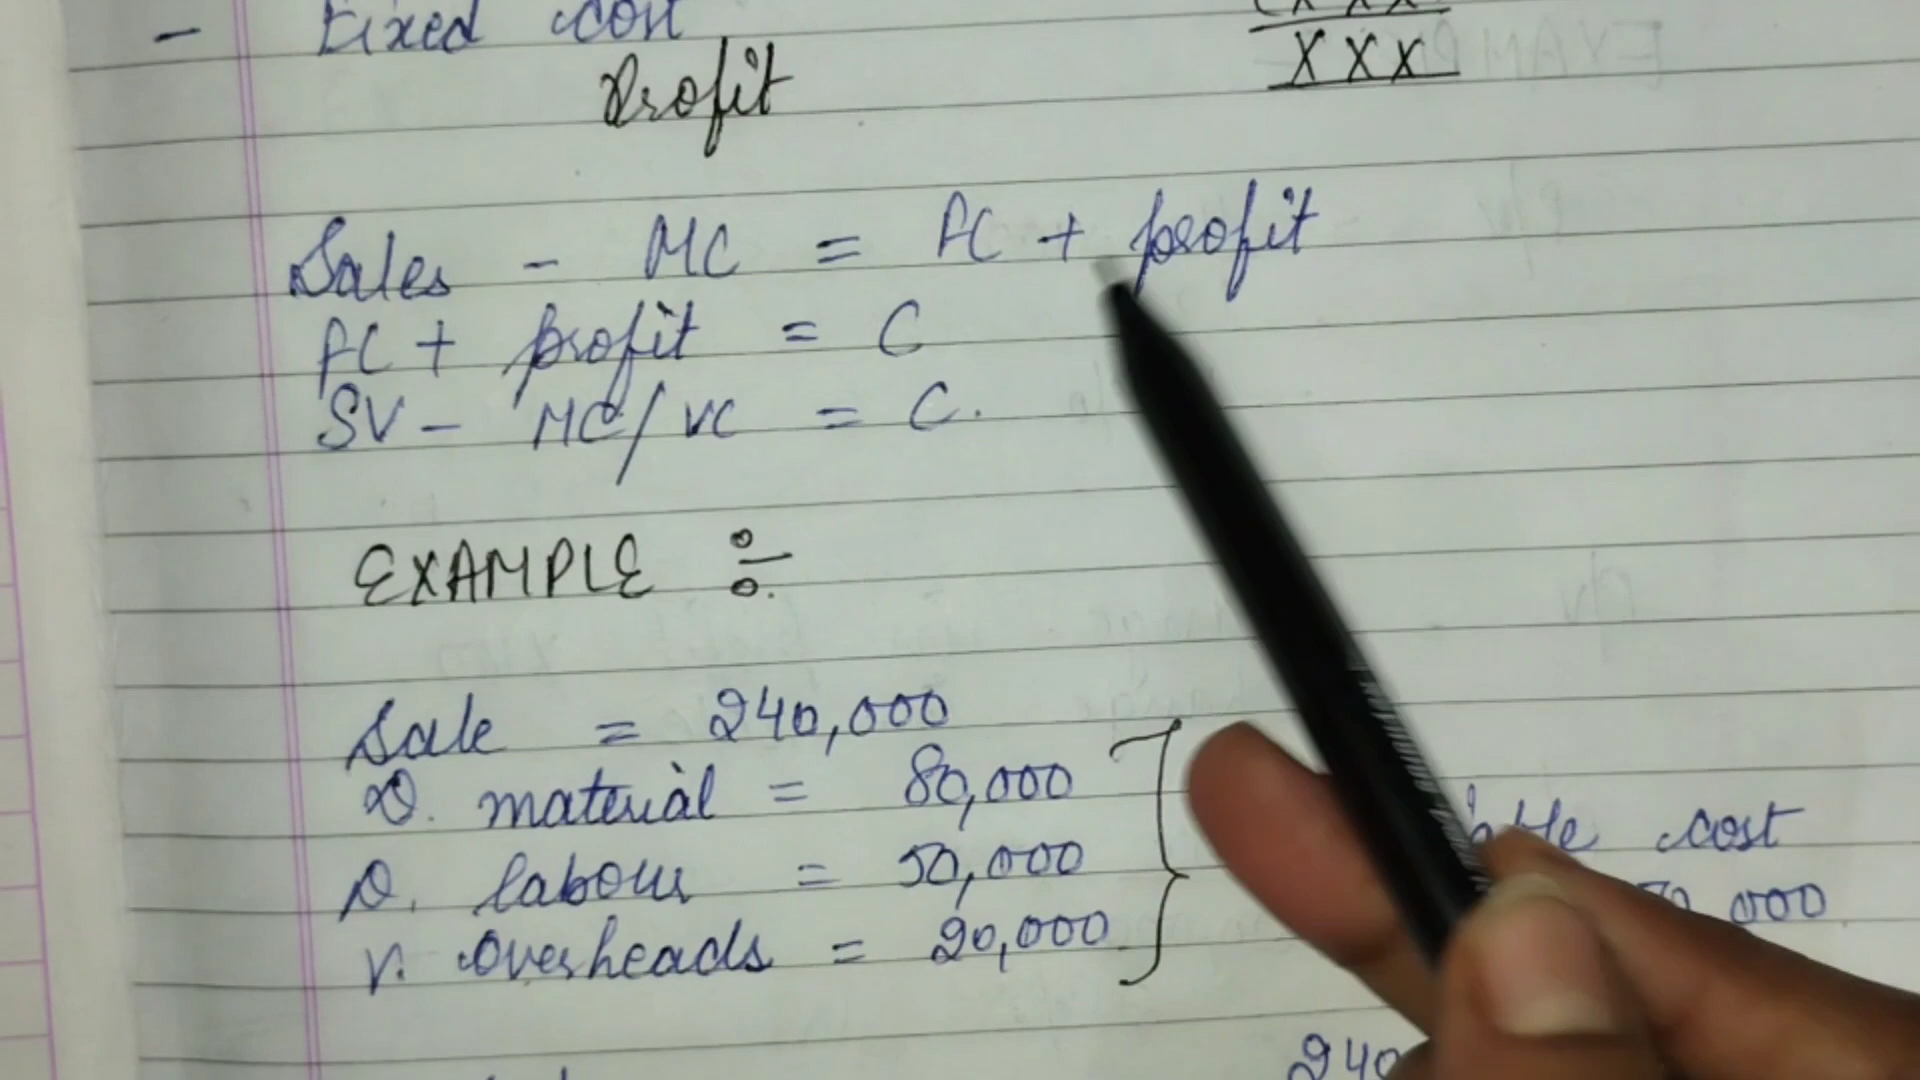 - Fixed cost
XXX
Profit
Sales - MC = FC + profit
FC + profit = C
SV - MC/VC = C.
EXAMPLE ÷
Sale = 240,000
D. material = 80,000
D. labour = 50,000
V. overheads = 20,000
cost
000
240